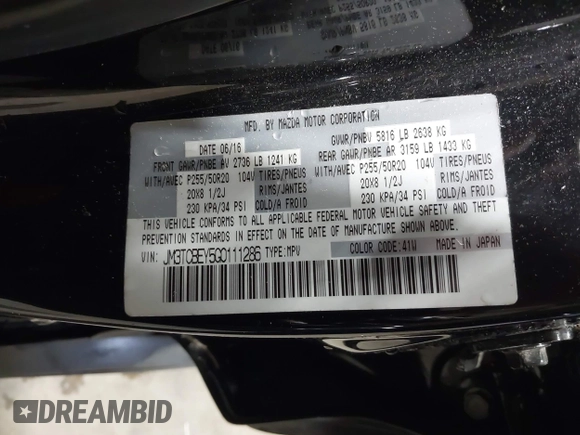 MFD. BY MAZDA MOTOR CORPORATION
DATE 06/16 GVWR/PNBV 5816 LB 2638 KG
FRONT GAWR/PNBE AV 2736 LB 1241 KG REAR GAWR/PNBE AR 3159 LB 1433 KG
WITH/AVEC P255/50R20 104V TIRES/PNEUS WITH/AVEC P255/50R20 104V TIRES/PNEUS
20X8 1/2J RIMS/JANTES 20X8 1/2J RIMS/JANTES
230 KPA/34 PSI COLD/A FROID 230 KPA/34 PSI COLD/A FROID
THIS VEHICLE CONFORMS TO ALL APPLICABLE FEDERAL MOTOR VEHICLE SAFETY AND THEFT
PREVENTION STANDARDS IN EFFECT ON THE DATE OF MANUFACTURE SHOWN ABOVE.
VIN: JM3TCBEY5G0111286 TYPE: MPV COLOR CODE: 41W MADE IN JAPAN
DREAMBID